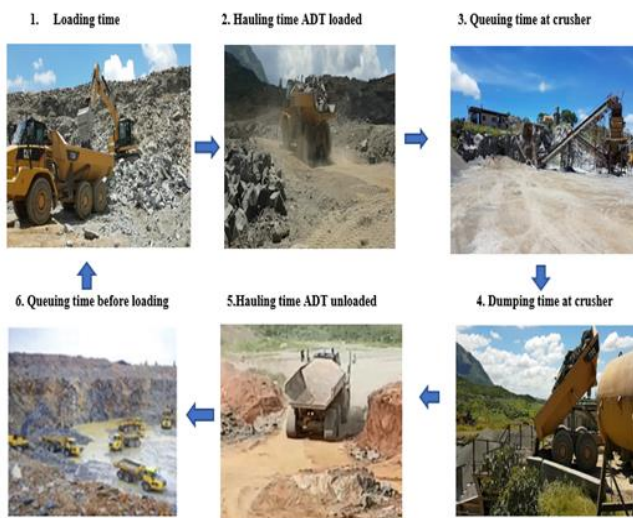 1. Loading time
2. Hauling time ADT loaded
3. Queuing time at crusher
CAT
4. Dumping time at crusher
5.Hauling time ADT unloaded
6. Queuing time before loading